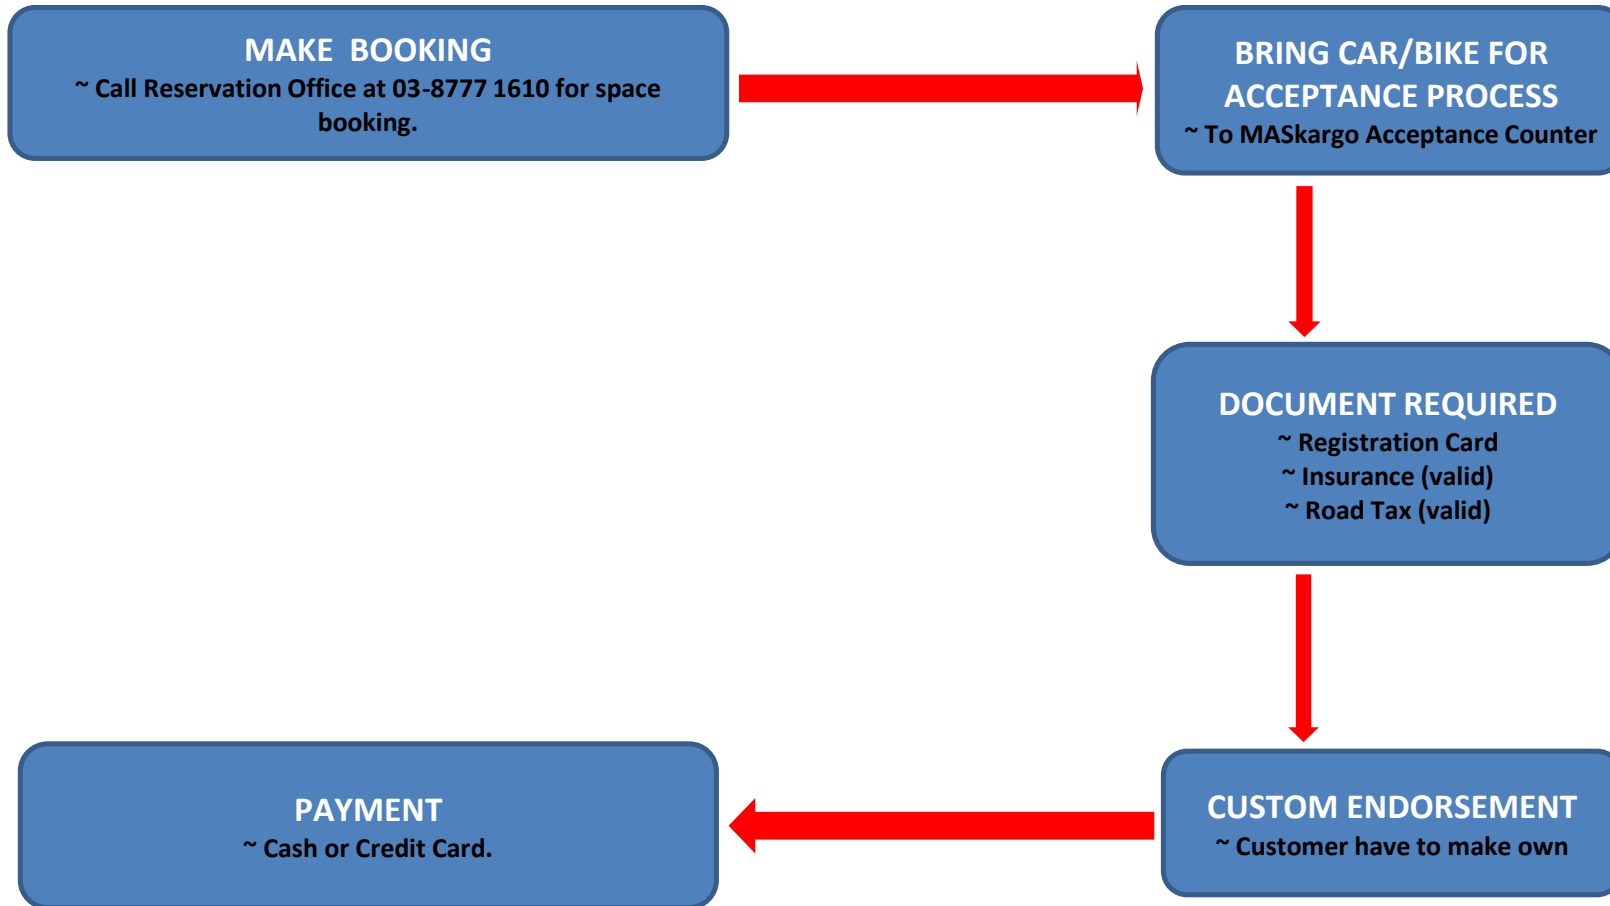 MAKE  BOOKING
~ Call Reservation Office at 03-8777 1610 for space
booking.
BRING CAR/BIKE FOR
ACCEPTANCE PROCESS
~ To MASkargo Acceptance Counter
DOCUMENT REQUIRED
~ Registration Card
~ Insurance (valid)
~ Road Tax (valid)
CUSTOM ENDORSEMENT
~ Customer have to make own
PAYMENT
~ Cash or Credit Card.